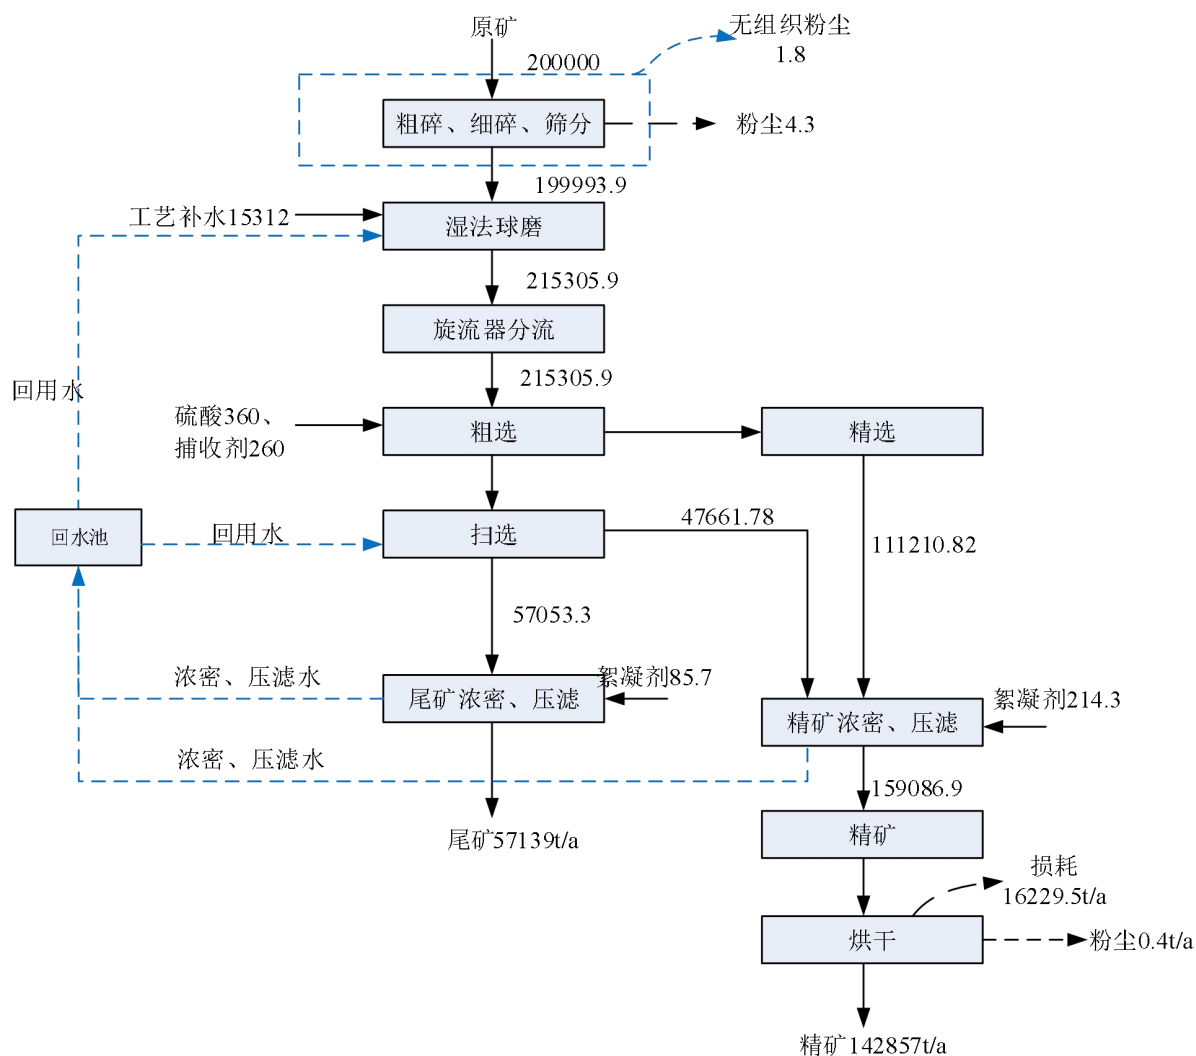 原矿
无组织粉尘
1.8
200000
粗碎、细碎、筛分
粉尘4.3
199993.9
工艺补水15312
湿法球磨
215305.9
旋流器分流
215305.9
回用水
硫酸360、
捕收剂260
粗选
精选
回水池
回用水
扫选
47661.78
111210.82
57053.3
浓密、压滤水
尾矿浓密、压滤
絮凝剂85.7
精矿浓密、压滤
絮凝剂214.3
浓密、压滤水
159086.9
尾矿57139t/a
精矿
损耗
16229.5t/a
烘干
粉尘0.4t/a
精矿142857t/a